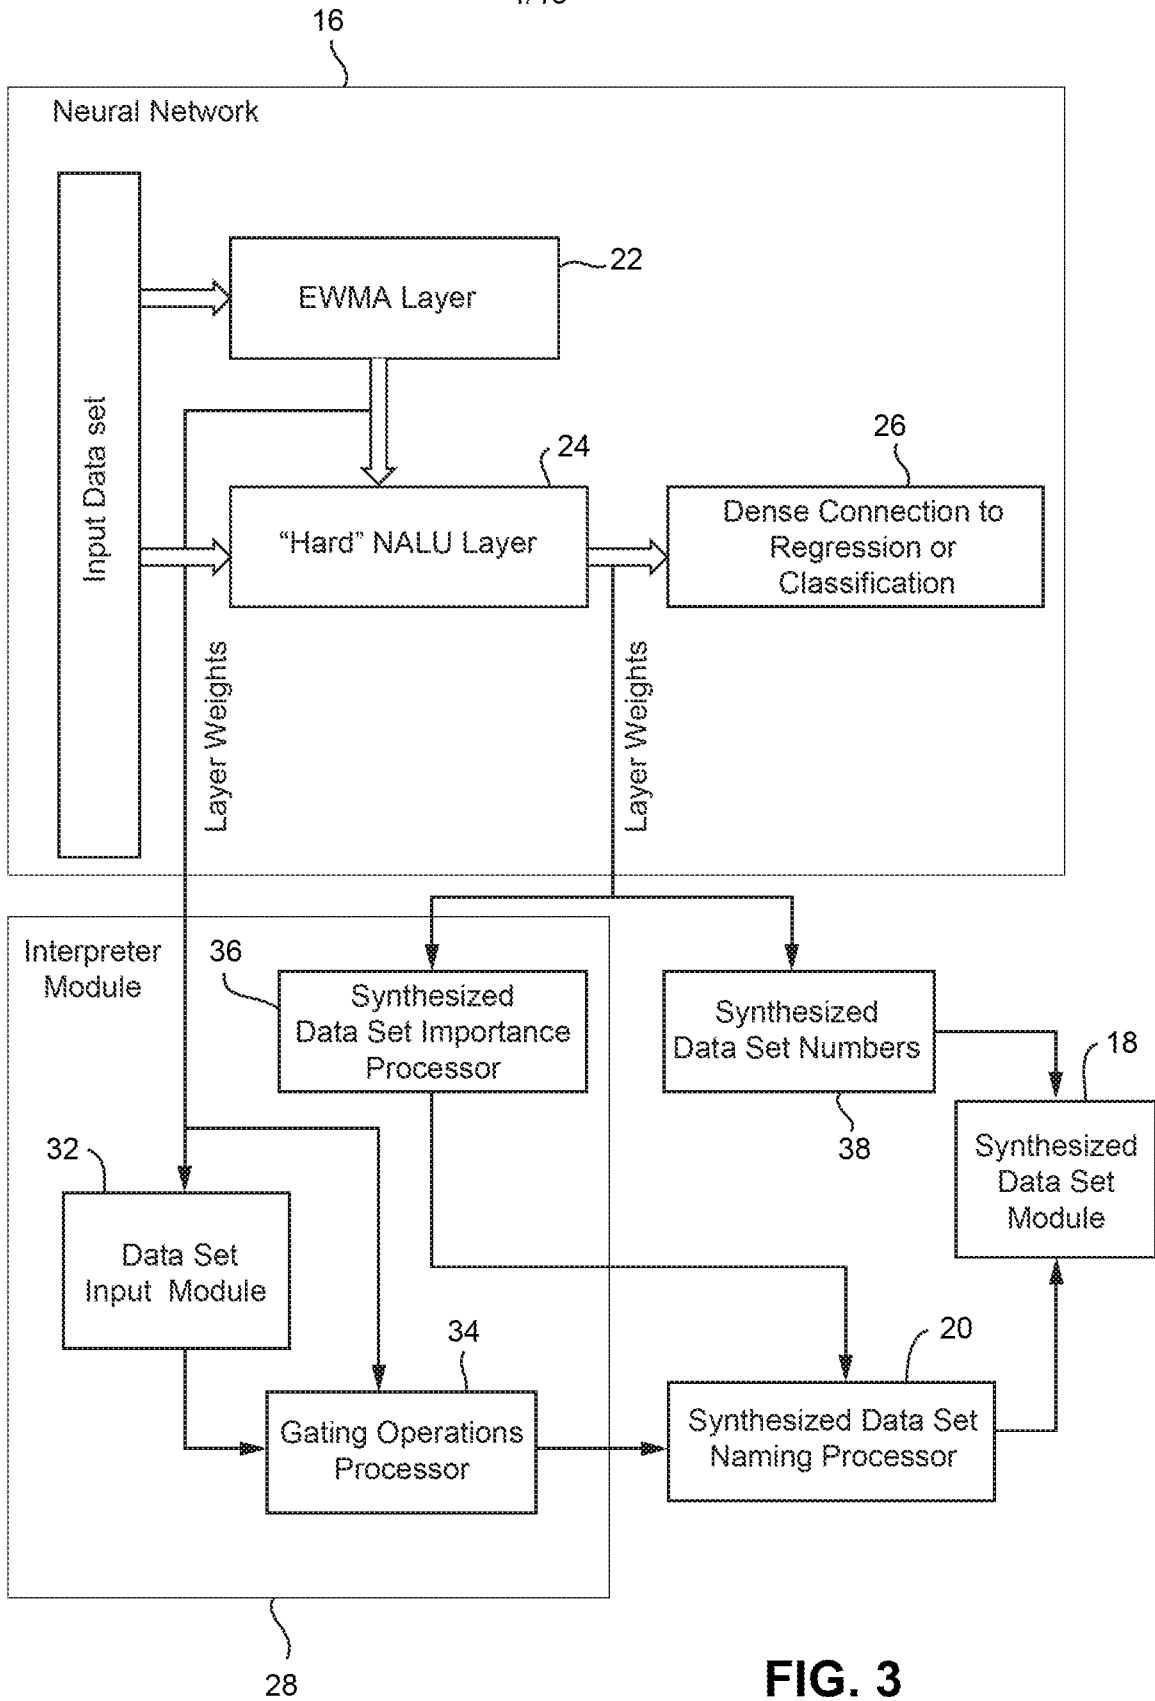 16
Neural Network
Input Data set
EWMA Layer
22
24
"Hard" NALU Layer
26
Dense Connection to
Regression or
Classification
Layer Weights
Layer Weights
Interpreter
Module
36
Synthesized
Data Set Importance
Processor
Synthesized
Data Set Numbers
38
18
Synthesized
Data Set
Module
32
Data Set
Input Module
34
Gating Operations
Processor
20
Synthesized Data Set
Naming Processor
28
FIG. 3